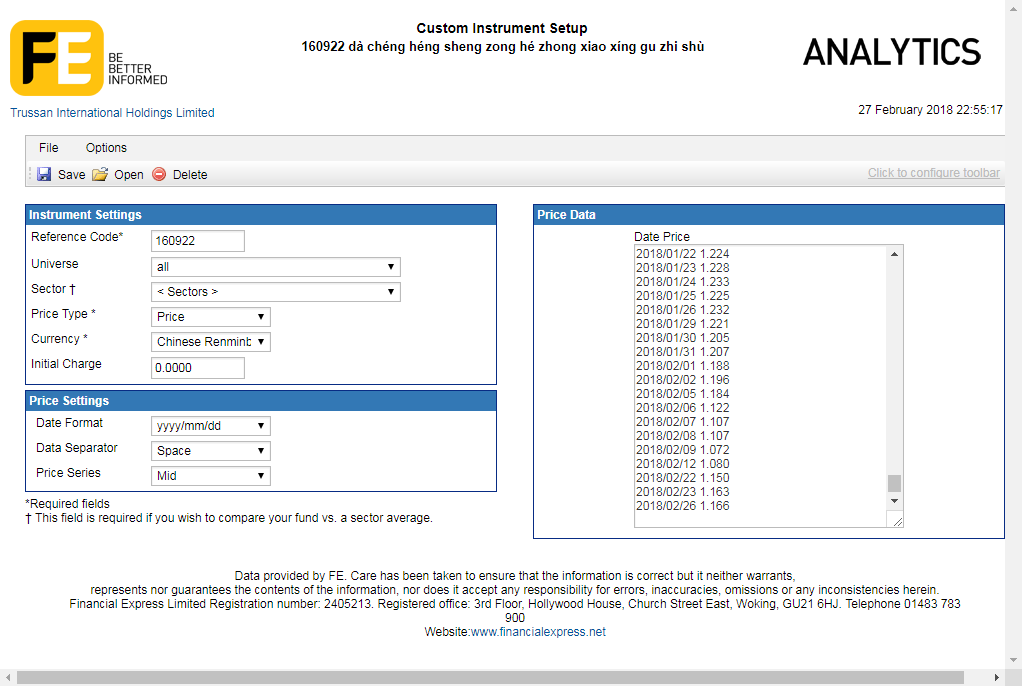 Custom Instrument Setup
160922 dà chéng héng sheng zong hé zhong xiao xíng gu zhi shù
FE
BE
BETTER
INFORMED
ANALYTICS
Trussan International Holdings Limited
27 February 2018 22:55:17
File Options
Save Open Delete Click to configure toolbar
Instrument Settings
Reference Code* 160922
Universe all
Sector † < Sectors >
Price Type * Price
Currency * Chinese Renminb
Initial Charge 0.0000
Price Settings
Date Format yyyy/mm/dd
Data Separator Space
Price Series Mid
*Required fields
† This field is required if you wish to compare your fund vs. a sector average.
Price Data
Date Price
2018/01/22 1.224
2018/01/23 1.228
2018/01/24 1.233
2018/01/25 1.225
2018/01/26 1.232
2018/01/29 1.221
2018/01/30 1.205
2018/01/31 1.207
2018/02/01 1.188
2018/02/02 1.196
2018/02/05 1.184
2018/02/06 1.122
2018/02/07 1.107
2018/02/08 1.107
2018/02/09 1.072
2018/02/12 1.080
2018/02/22 1.150
2018/02/23 1.163
2018/02/26 1.166
Data provided by FE. Care has been taken to ensure that the information is correct but it neither warrants,
represents nor guarantees the contents of the information, nor does it accept any responsibility for errors, inaccuracies, omissions or any inconsistencies herein.
Financial Express Limited Registration number: 2405213. Registered office: 3rd Floor, Hollywood House, Church Street East, Woking, GU21 6HJ. Telephone 01483 783
900
Website:www.financialexpress.net